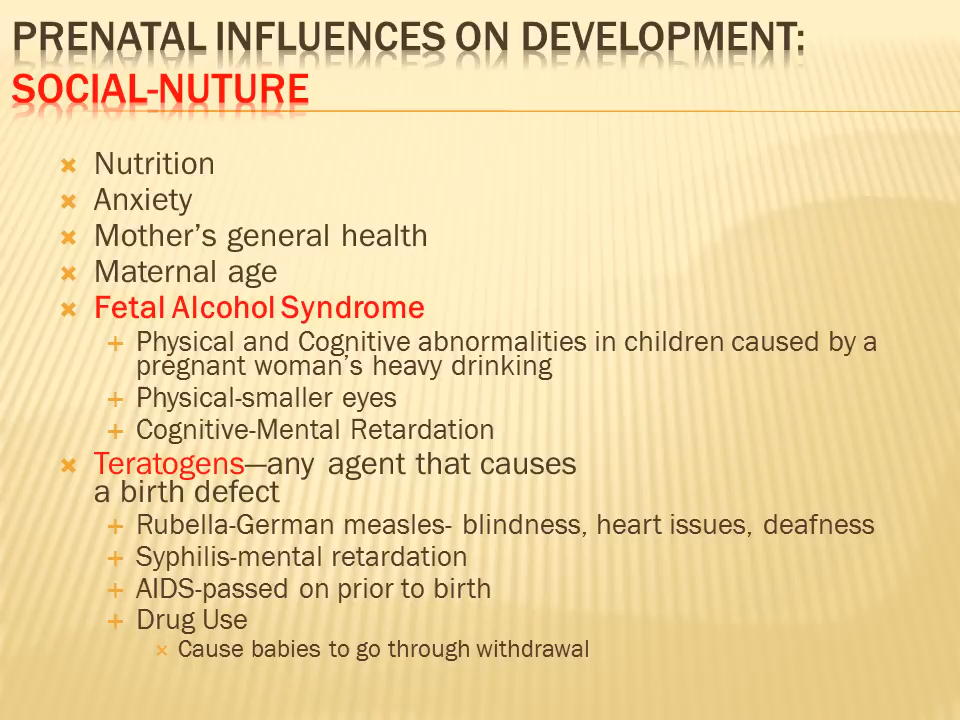 PRENATAL INFLUENCES ON DEVELOPMENT:
SOCIAL-NUTURE
Nutrition
Anxiety
Mother's general health
Maternal age
Fetal Alcohol Syndrome
Physical and Cognitive abnormalities in children caused by a
pregnant woman's heavy drinking
Physical-smaller eyes
Cognitive-Mental Retardation
Teratogens—any agent that causes
a birth defect
Rubella-German measles- blindness, heart issues, deafness
Syphilis-mental retardation
AIDS-passed on prior to birth
Drug Use
Cause babies to go through withdrawal